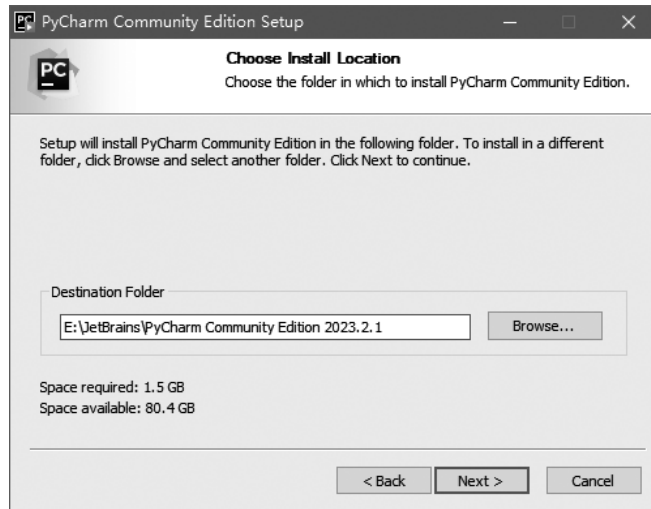 PyCharm Community Edition Setup
PC
Choose Install Location
Choose the folder in which to install PyCharm Community Edition.
Setup will install PyCharm Community Edition in the following folder. To install in a different
folder, click Browse and select another folder. Click Next to continue.
Destination Folder
E:\JetBrains\PyCharm Community Edition 2023.2.1
Browse...
Space required: 1.5 GB
Space available: 80.4 GB
< Back
Next >
Cancel